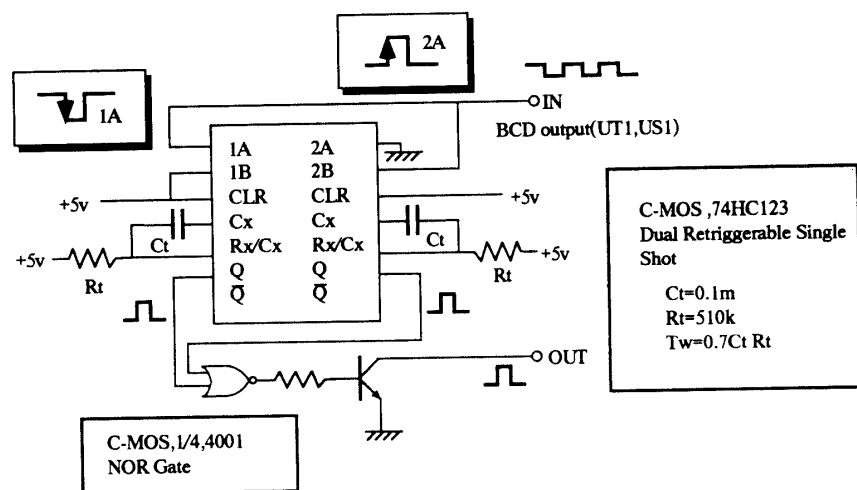 2A
1A
IN
BCD output(UT1,US1)
1A 2A
1B 2B
+5v CLR CLR +5v
Cx Cx
Ct Ct
+5v Rx/Cx Rx/Cx +5v
Rt Rt
Q Q
Q̅ Q̅
OUT
C-MOS ,74HC123
Dual Retriggerable Single
Shot
Ct=0.1m
Rt=510k
Tw=0.7Ct Rt
C-MOS,1/4,4001
NOR Gate